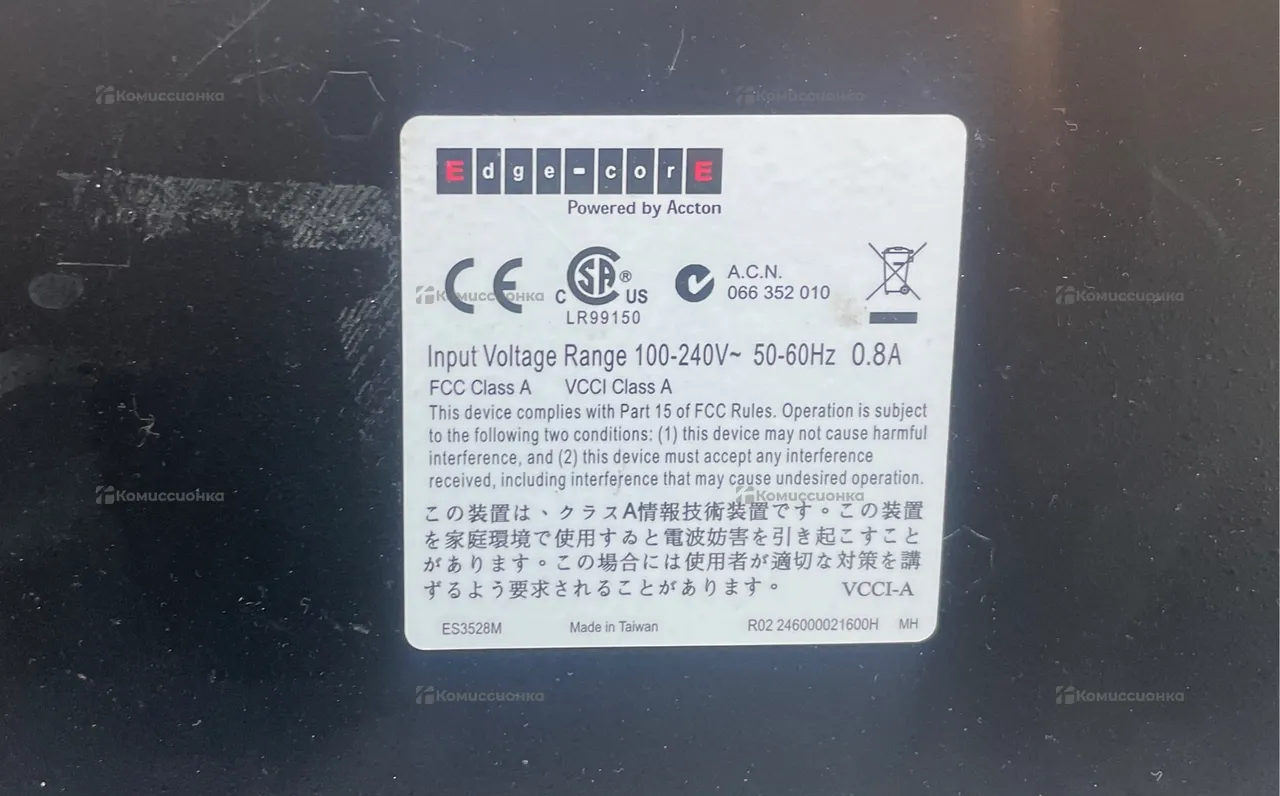 Edge-corE
Powered by Accton
CE
SA®
C US
LR99150
A.C.N.
066 352 010
Input Voltage Range 100-240V~ 50-60Hz 0.8A
FCC Class A VCCI Class A
This device complies with Part 15 of FCC Rules. Operation is subject
to the following two conditions: (1) this device may not cause harmful
interference, and (2) this device must accept any interference
received, including interference that may cause undesired operation.
この装置は、クラスA情報技術装置です。この装置
を家庭環境で使用すゐと電波妨害を引き起こすこと
があります。この場合には使用者が適切な対策を講
ずるよう要求されることがあります。 VCCI-A
ES3528M Made in Taiwan R02 246000021600H MH
Комиссионка
Комиссионка
Комиссионка
Комиссионка
Комиссионка
Комиссионка
Комиссионка
Комиссионка